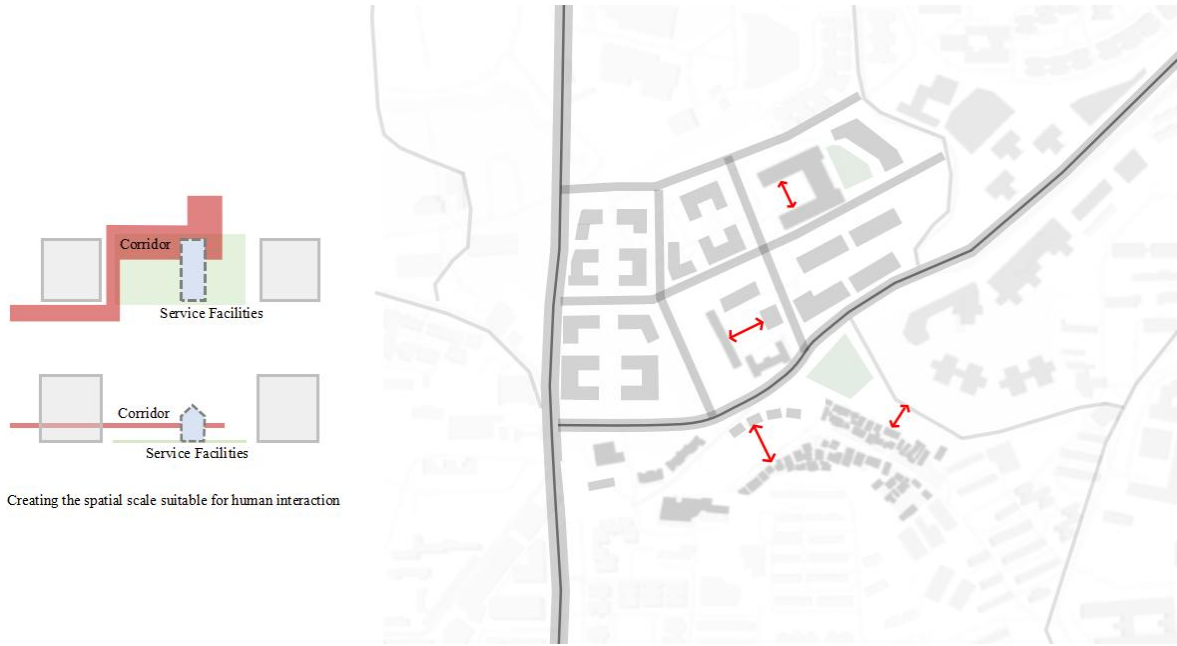 Corridor
Service Facilities
Corridor
Service Facilities
Creating the spatial scale suitable for human interaction